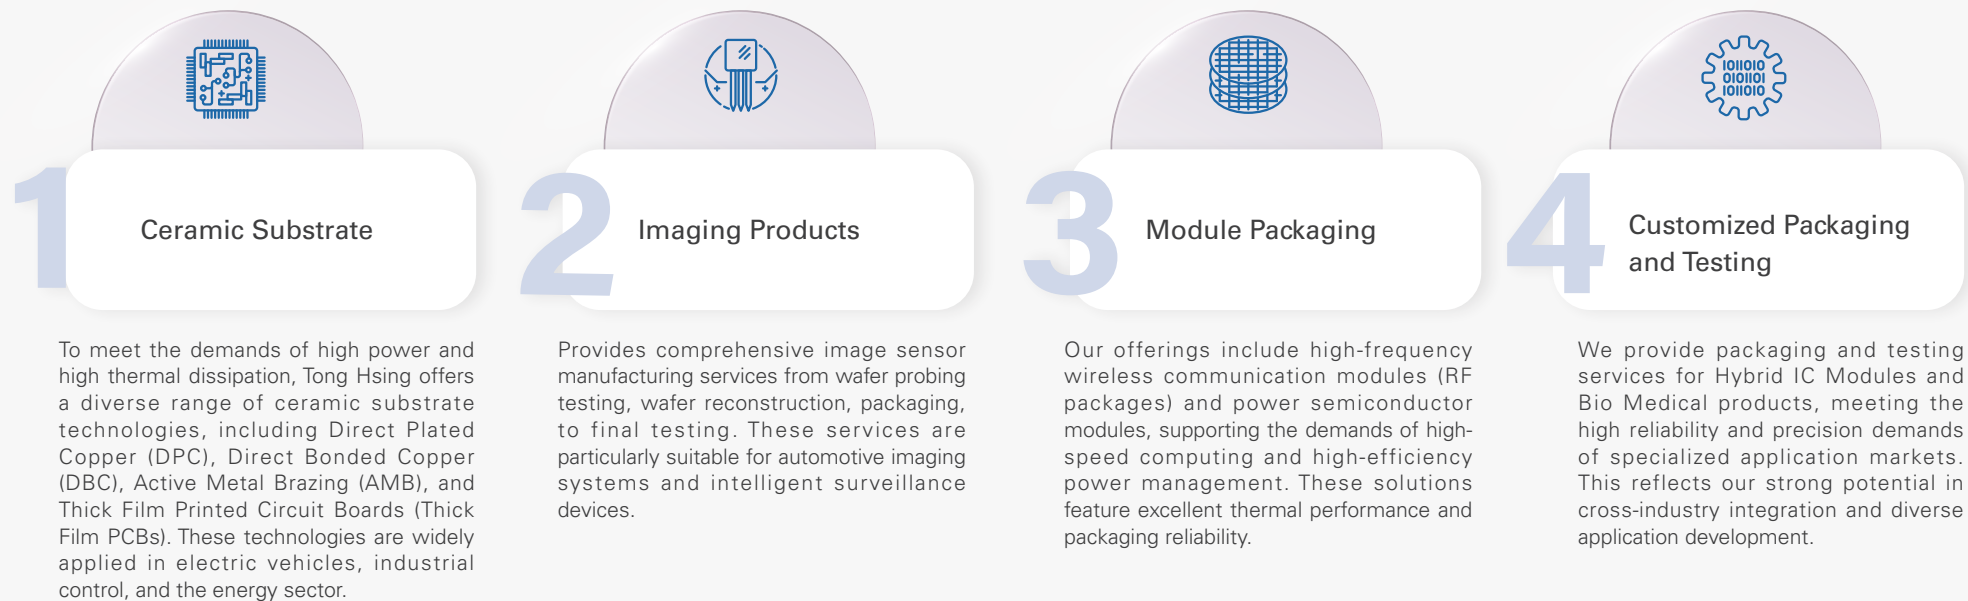 1
Ceramic Substrate
To meet the demands of high power and
high thermal dissipation, Tong Hsing offers
a diverse range of ceramic substrate
technologies, including Direct Plated
Copper (DPC), Direct Bonded Copper
(DBC), Active Metal Brazing (AMB), and
Thick Film Printed Circuit Boards (Thick
Film PCBs). These technologies are widely
applied in electric vehicles, industrial
control, and the energy sector.
2
Imaging Products
Provides comprehensive image sensor
manufacturing services from wafer probing
testing, wafer reconstruction, packaging,
to final testing. These services are
particularly suitable for automotive imaging
systems and intelligent surveillance
devices.
3
Module Packaging
Our offerings include high-frequency
wireless communication modules (RF
packages) and power semiconductor
modules, supporting the demands of high-
speed computing and high-efficiency
power management. These solutions
feature excellent thermal performance and
packaging reliability.
1011010
0101101
1011010
4
Customized Packaging
and Testing
We provide packaging and testing
services for Hybrid IC Modules and
Bio Medical products, meeting the
high reliability and precision demands
of specialized application markets.
This reflects our strong potential in
cross-industry integration and diverse
application development.